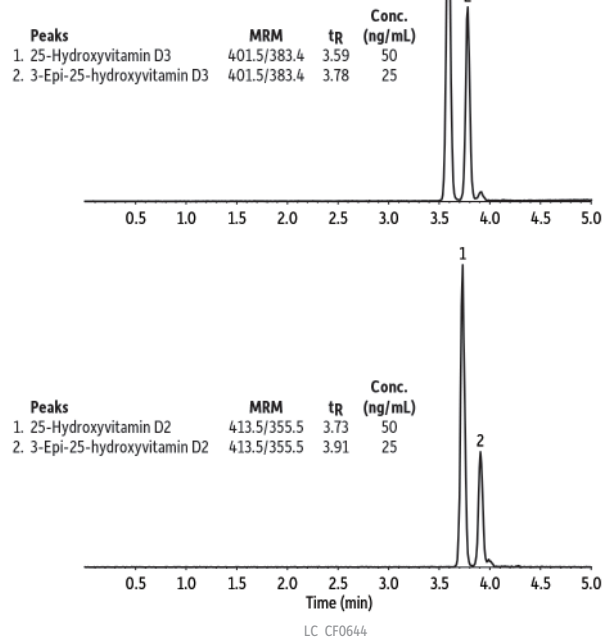 Peaks MRM tR Conc. (ng/mL)
1. 25-Hydroxyvitamin D3 401.5/383.4 3.59 50
2. 3-Epi-25-hydroxyvitamin D3 401.5/383.4 3.78 25
0.5 1.0 1.5 2.0 2.5 3.0 3.5 4.0 4.5 5.0
1
Peaks MRM tR Conc. (ng/mL)
1. 25-Hydroxyvitamin D2 413.5/355.5 3.73 50
2. 3-Epi-25-hydroxyvitamin D2 413.5/355.5 3.91 25
2
0.5 1.0 1.5 2.0 2.5 3.0 3.5 4.0 4.5 5.0
Time (min)
LC_CF0644